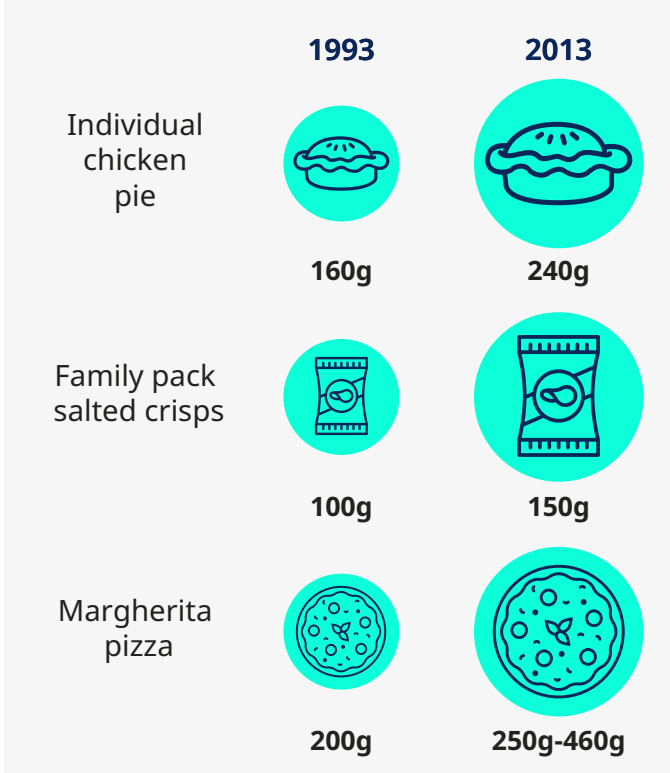 1993 2013
Individual
chicken
pie
160g 240g
Family pack
salted crisps
100g 150g
Margherita
pizza
200g 250g-460g